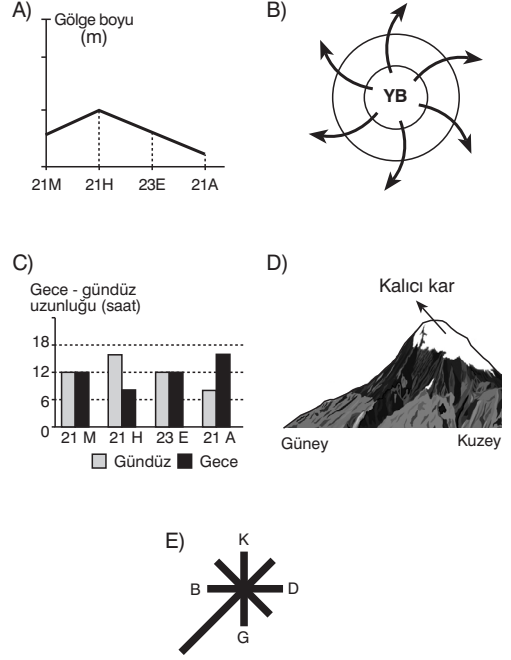 A)
Gölge boyu
(m)
21M 21H 23E 21A
B)
YB
C)
Gece - gündüz
uzunluğu (saat)
18
12
6
0
21 M 21 H 23 E 21 A
Gündüz Gece
D)
Kalıcı kar
Güney Kuzey
E)
K
B D
G